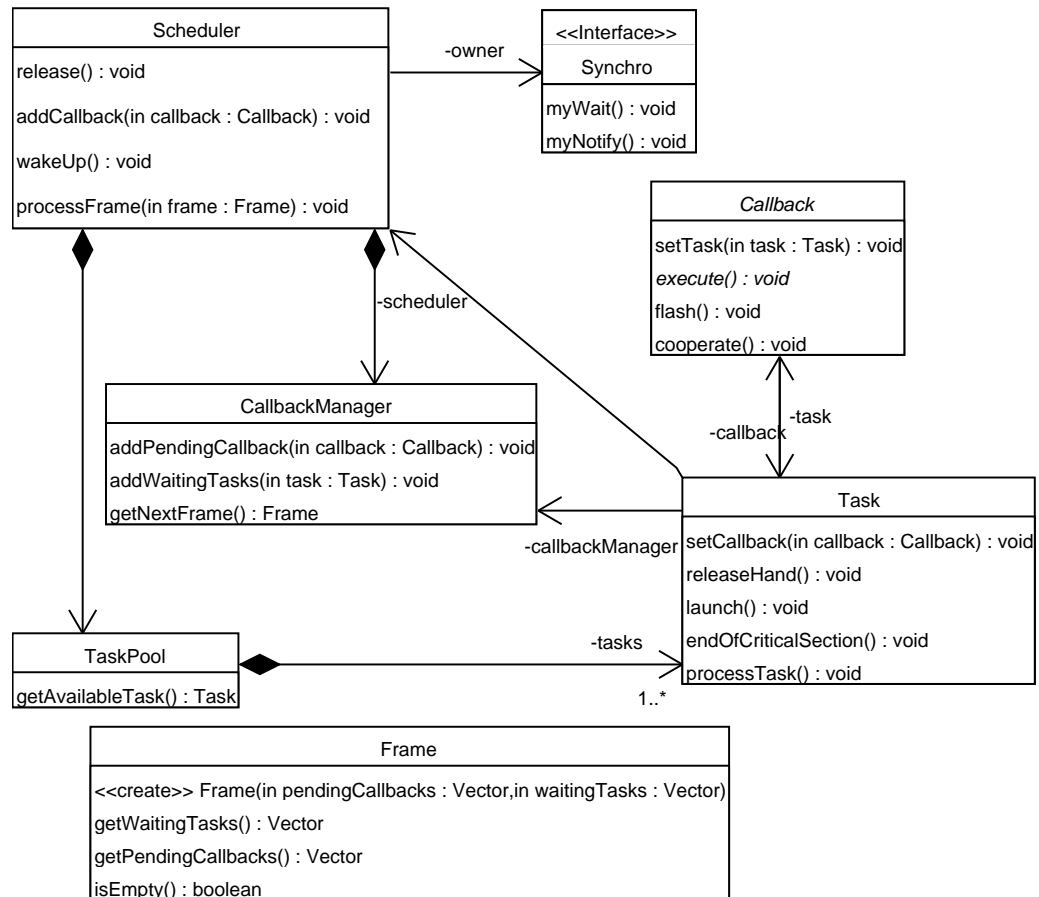 Scheduler
release() : void
addCallback(in callback : Callback) : void
wakeUp() : void
processFrame(in frame : Frame) : void
-owner
<<Interface>>
Synchro
myWait() : void
myNotify() : void
Callback
setTask(in task : Task) : void
execute() : void
flash() : void
cooperate() : void
-scheduler
-task
-callback
CallbackManager
addPendingCallback(in callback : Callback) : void
addWaitingTasks(in task : Task) : void
getNextFrame() : Frame
-callbackManager
Task
setCallback(in callback : Callback) : void
releaseHand() : void
launch() : void
endOfCriticalSection() : void
processTask() : void
TaskPool
getAvailableTask() : Task
-tasks
1..*
Frame
<<create>> Frame(in pendingCallbacks : Vector,in waitingTasks : Vector)
getWaitingTasks() : Vector
getPendingCallbacks() : Vector
isEmpty() : boolean